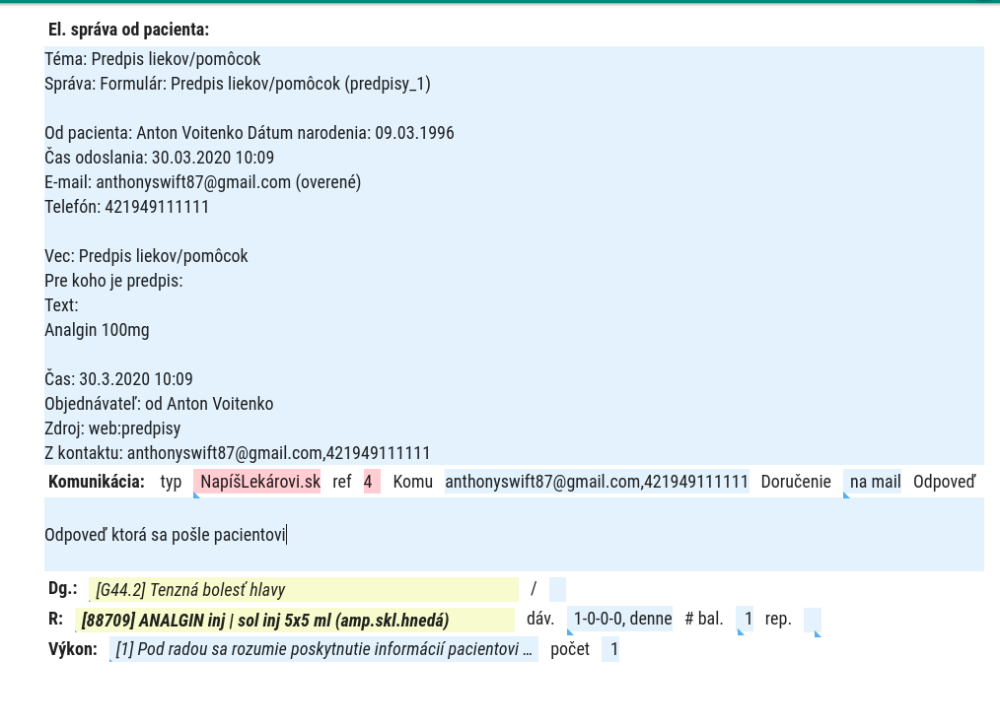 El. správa od pacienta:
Téma: Predpis liekov/pomôcok
Správa: Formulár: Predpis liekov/pomôcok (predpisy_1)
Od pacienta: Anton Voitenko Dátum narodenia: 09.03.1996
Čas odoslania: 30.03.2020 10:09
E-mail: anthonyswift87@gmail.com (overené)
Telefón: 421949111111
Vec: Predpis liekov/pomôcok
Pre koho je predpis:
Text:
Analgin 100mg
Čas: 30.3.2020 10:09
Objednávateľ: od Anton Voitenko
Zdroj: web:predpisy
Z kontaktu: anthonyswift87@gmail.com,421949111111
Komunikácia: typ NapíšLekárovi.sk ref 4 Komu anthonyswift87@gmail.com,421949111111 Doručenie na mail Odpoveď
Odpoveď ktorá sa pošle pacientovi
Dg.: [G44.2] Tenzná bolesť hlavy /
R: [88709] ANALGIN inj | sol inj 5x5 ml (amp.skl.hnedá) dáv. 1-0-0-0, denne # bal. 1 rep.
Výkon: [1] Pod radou sa rozumie poskytnutie informácií pacientovi ... počet 1